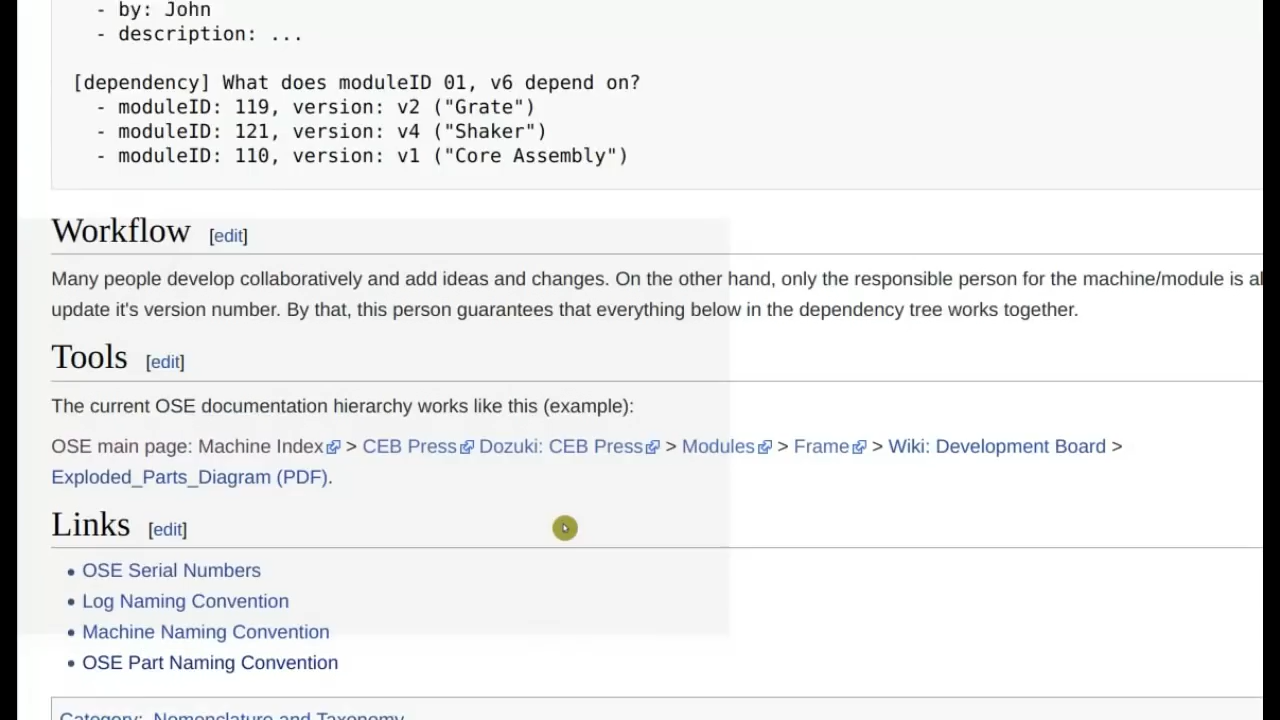 - by: John
- description: ...
[dependency] What does moduleID 01, v6 depend on?
- moduleID: 119, version: v2 ("Grate")
- moduleID: 121, version: v4 ("Shaker")
- moduleID: 110, version: v1 ("Core Assembly")
Workflow [edit]
Many people develop collaboratively and add ideas and changes. On the other hand, only the responsible person for the machine/module is
update it's version number. By that, this person guarantees that everything below in the dependency tree works together.
Tools [edit]
The current OSE documentation hierarchy works like this (example):
OSE main page: Machine Index > CEB Press Dozuki: CEB Press > Modules > Frame > Wiki: Development Board >
Exploded_Parts_Diagram (PDF).
Links [edit]
• OSE Serial Numbers
• Log Naming Convention
• Machine Naming Convention
• OSE Part Naming Convention
Category: Nomenclature and Taxonomy